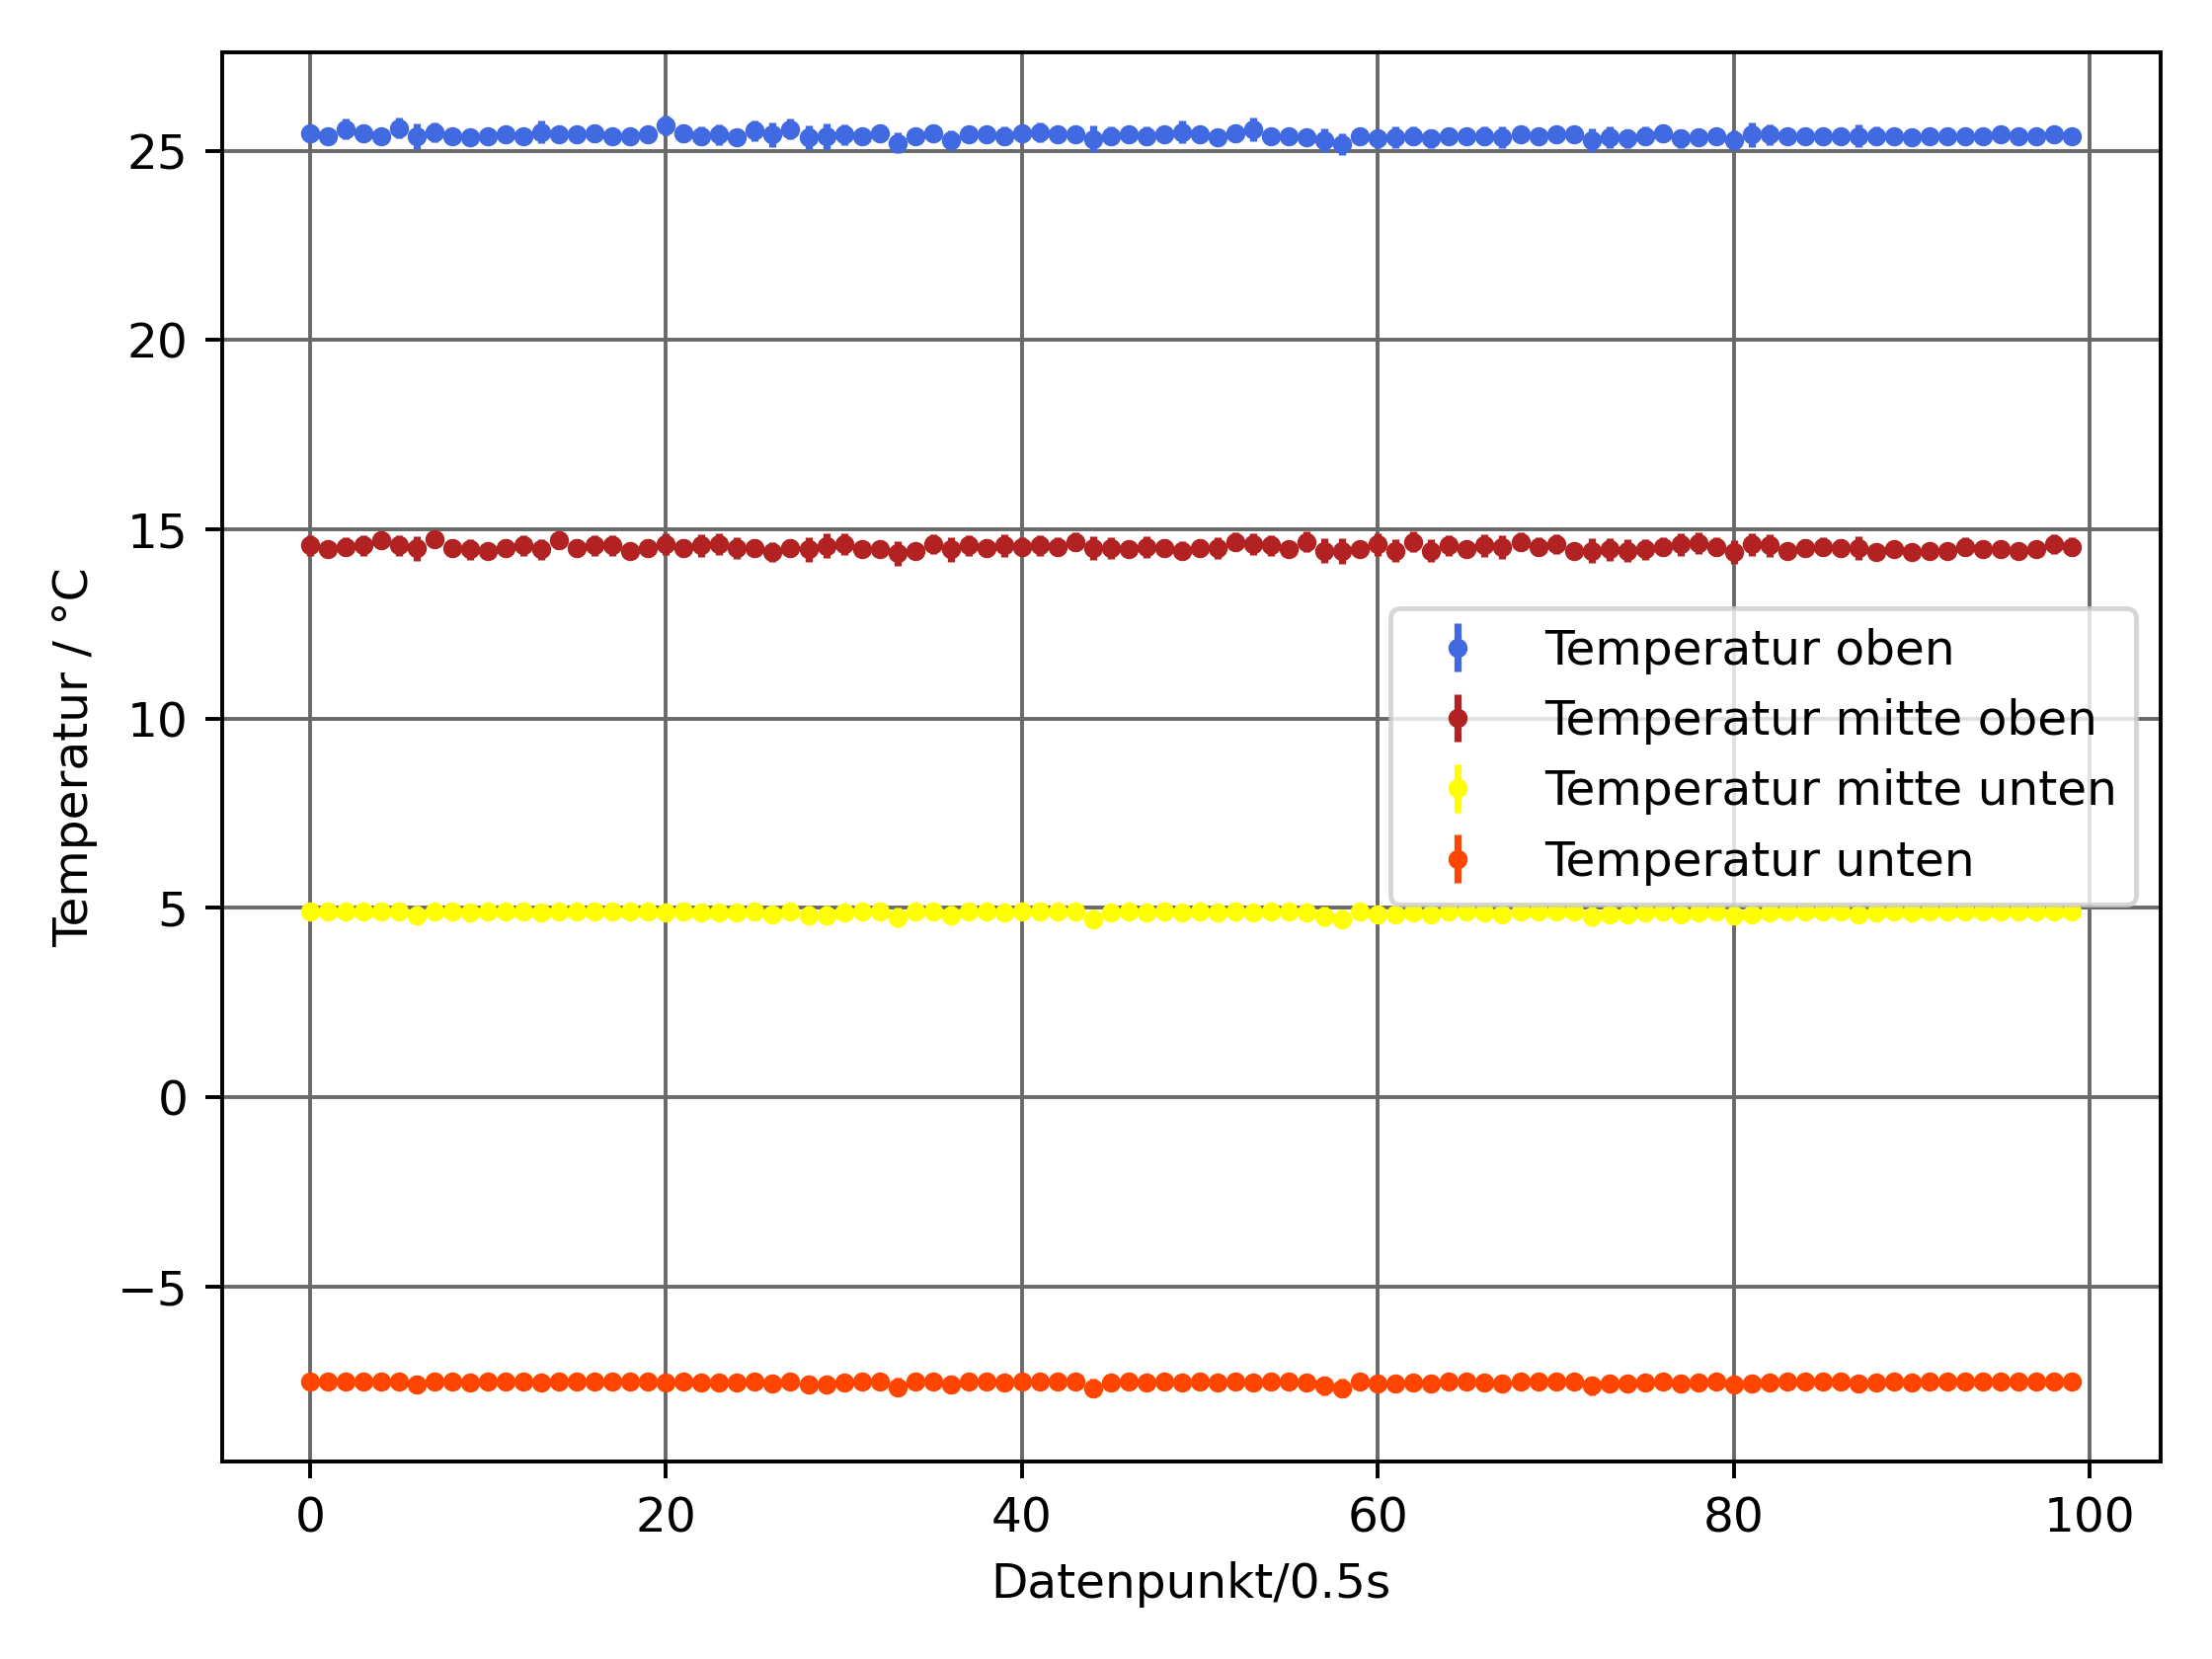 25
20
15
10
5
0
−5
Temperatur / °C
Temperatur oben
Temperatur mitte oben
Temperatur mitte unten
Temperatur unten
0 20 40 60 80 100
Datenpunkt/0.5s